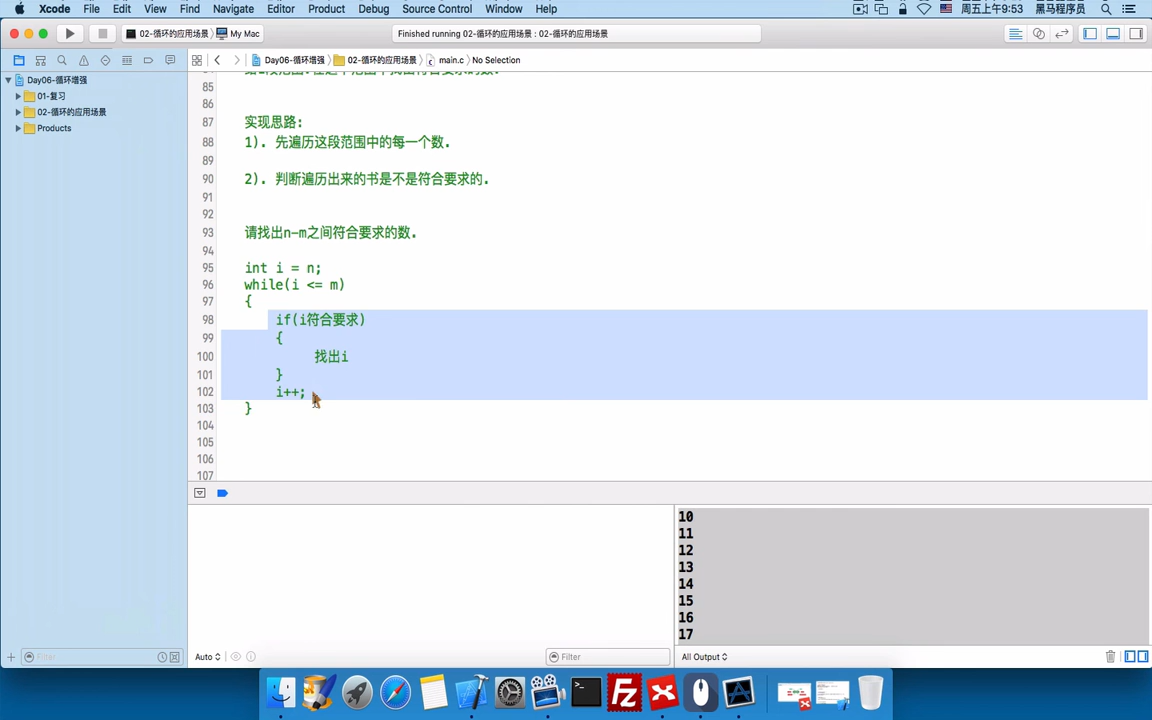 Xcode File Edit View Find Navigate Editor Product Debug Source Control Window Help 周五上午9:53 黑马程序员
02-循环的应用场景 My Mac
Finished running 02-循环的应用场景 : 02-循环的应用场景
Day06-循环增强 02-循环的应用场景 main.c No Selection
Day06-循环增强
01-复习
02-循环的应用场景
Products
85
86
87 实现思路:
88 1). 先遍历这段范围中的每一个数.
89
90 2). 判断遍历出来的书是不是符合要求的.
91
92
93 请找出n-m之间符合要求的数.
94
95 int i = n;
96 while(i <= m)
97 {
98 if(i符合要求)
99 {
100 找出i
101 }
102 i++;
103 }
104
105
106
107
10
11
12
13
14
15
16
17
Filter
Auto
Filter
All Output